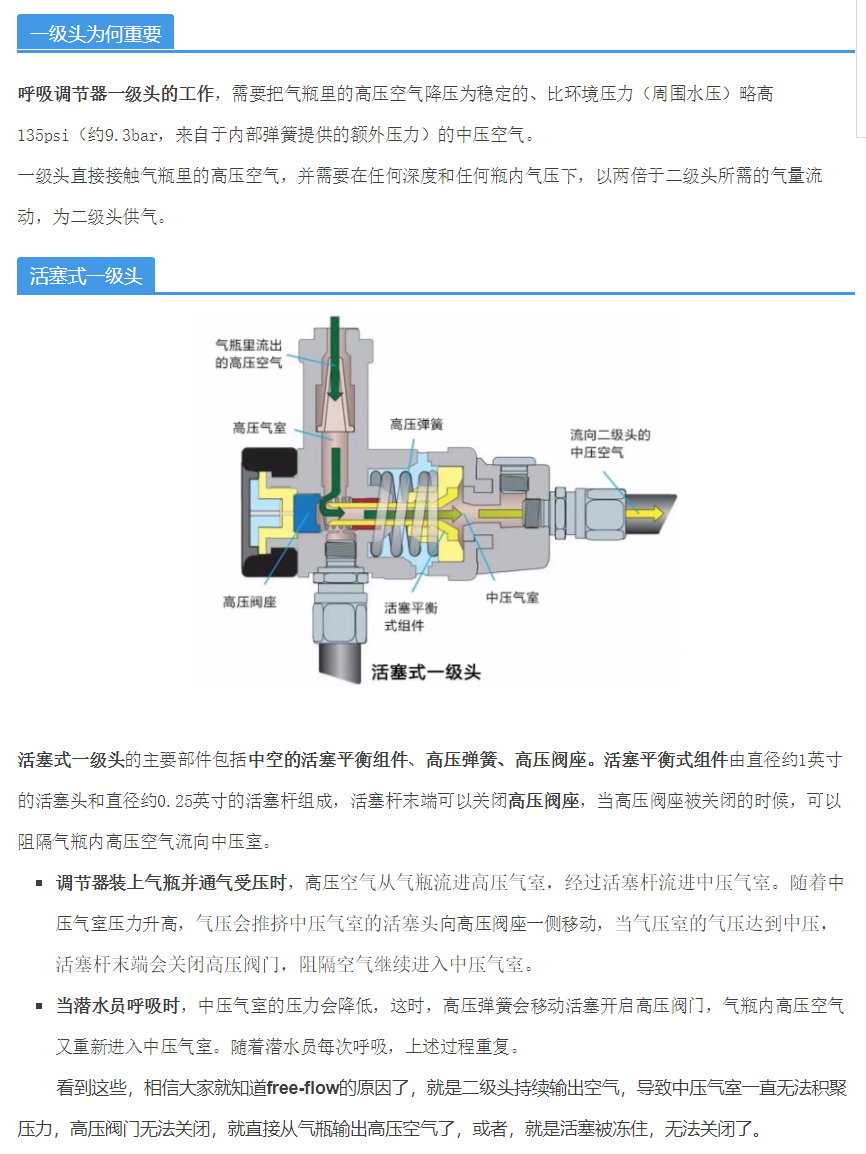 一级头为何重要
呼吸调节器一级头的工作，需要把气瓶里的高压空气降压为稳定的、比环境压力（周围水压）略高
135psi（约9.3bar，来自于内部弹簧提供的额外压力）的中压空气。
一级头直接接触气瓶里的高压空气，并需要在任何深度和任何瓶内气压下，以两倍于二级头所需的气量流
动，为二级头供气。
活塞式一级头
气瓶里流出
的高压空气
高压气室
高压弹簧
流向二级头的
中压空气
高压阀座
活塞平衡
式组件
中压气室
活塞式一级头
活塞式一级头的主要部件包括中空的活塞平衡组件、高压弹簧、高压阀座。活塞平衡式组件由直径约1英寸
的活塞头和直径约0.25英寸的活塞杆组成，活塞杆末端可以关闭高压阀座，当高压阀座被关闭的时候，可以
阻隔气瓶内高压空气流向中压室。
▪ 调节器装上气瓶并通气受压时，高压空气从气瓶流进高压气室，经过活塞杆流进中压气室。随着中
压气室压力升高，气压会推挤中压气室的活塞头向高压阀座一侧移动，当气压室的气压达到中压，
活塞杆末端会关闭高压阀门，阻隔空气继续进入中压气室。
▪ 当潜水员呼吸时，中压气室的压力会降低，这时，高压弹簧会移动活塞开启高压阀门，气瓶内高压空气
又重新进入中压气室。随着潜水员每次呼吸，上述过程重复。
看到这些，相信大家就知道free-flow的原因了，就是二级头持续输出空气，导致中压气室一直无法积聚
压力，高压阀门无法关闭，就直接从气瓶输出高压空气了，或者，就是活塞被冻住，无法关闭了。